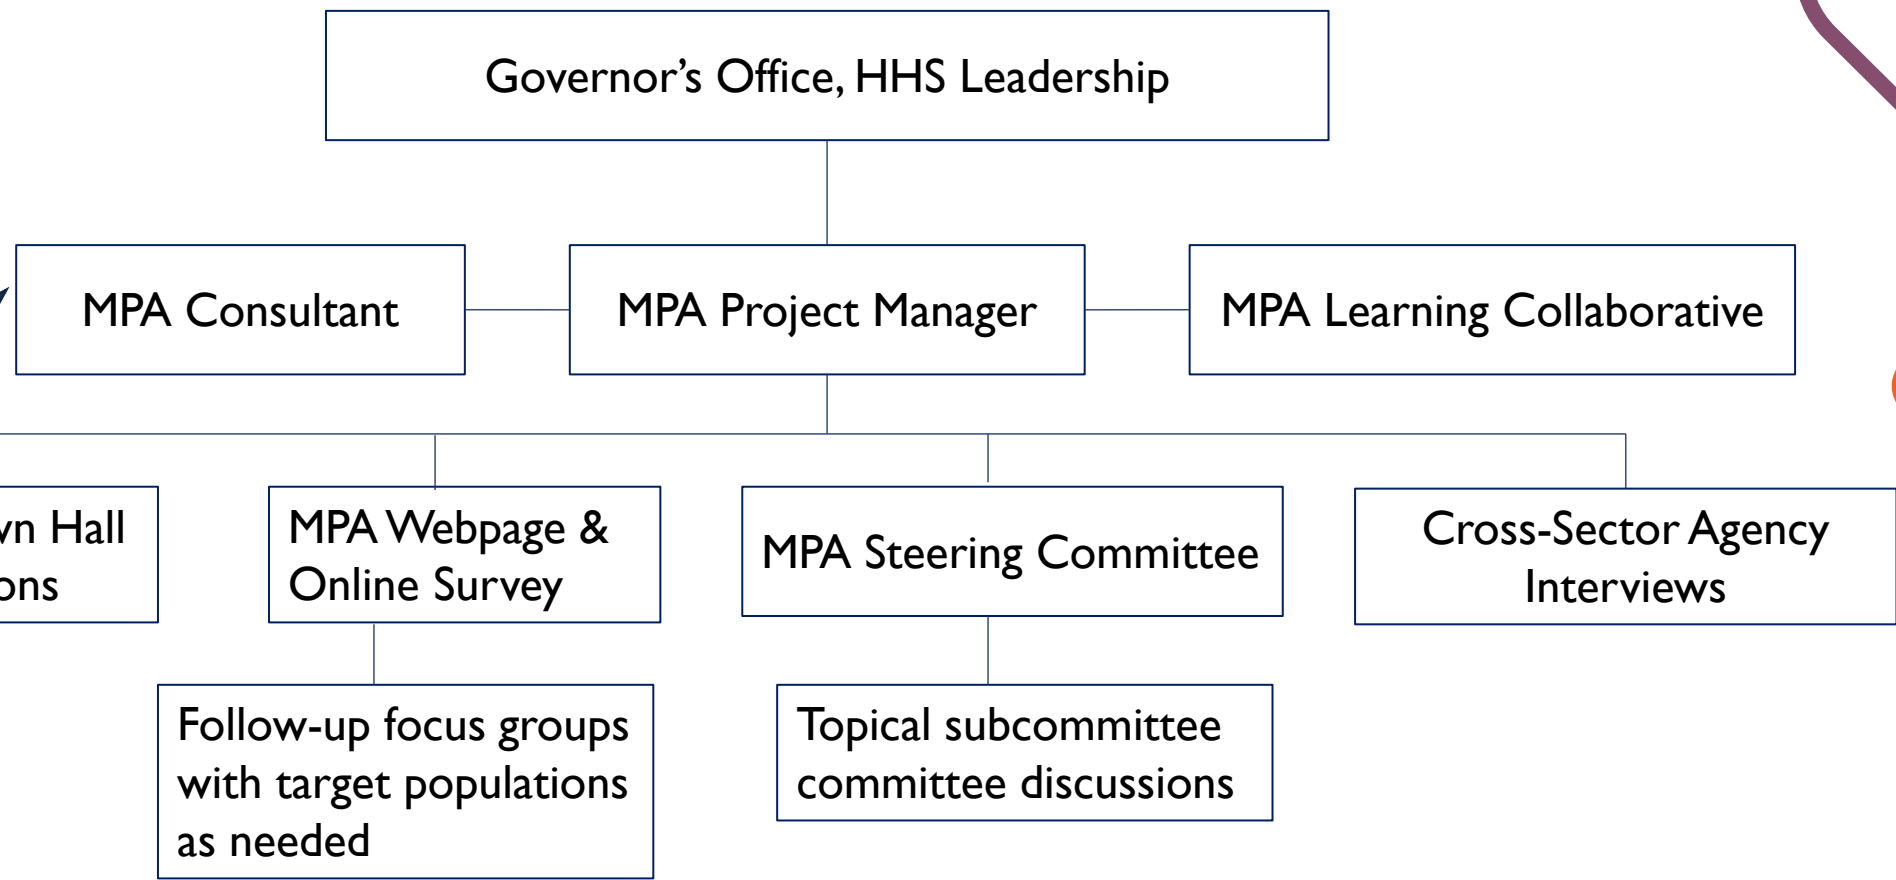 Governor's Office, HHS Leadership
MPA Consultant
MPA Project Manager
MPA Learning Collaborative
Hall
MPA Webpage &
Online Survey
MPA Steering Committee
Cross-Sector Agency
Interviews
Follow-up focus groups
with target populations
as needed
Topical subcommittee
committee discussions